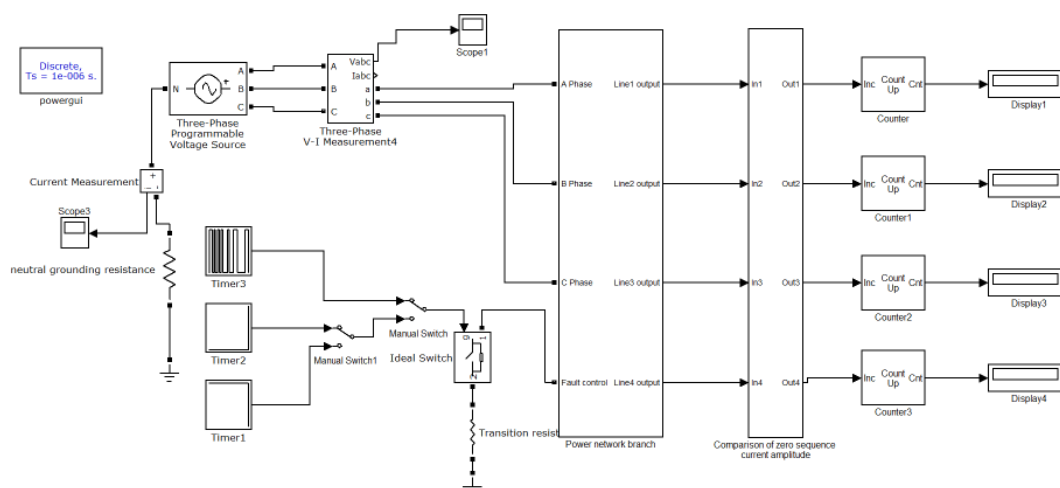 Discrete,
Ts = 1e-006 s.
powergui
N
A
B
C
Three-Phase
Programmable
Voltage Source
A
B
C
Vabc
Iabc
a
b
c
Three-Phase
V-I Measurement4
Scope1
Current Measurement
+
-
i
Scope3
neutral grounding resistance
Timer3
Timer2
Timer1
Manual Switch1
Manual Switch
Ideal Switch
g
1
2
Transition resist
A Phase
B Phase
C Phase
Fault control
Line1 output
Line2 output
Line3 output
Line4 output
Power network branch
In1
In2
In3
In4
Out1
Out2
Out3
Out4
Comparison of zero sequence
current amplitude
Inc
Count
Up
Cnt
Counter
Display1
Inc
Count
Up
Cnt
Counter1
Display2
Inc
Count
Up
Cnt
Counter2
Display3
Inc
Count
Up
Cnt
Counter3
Display4